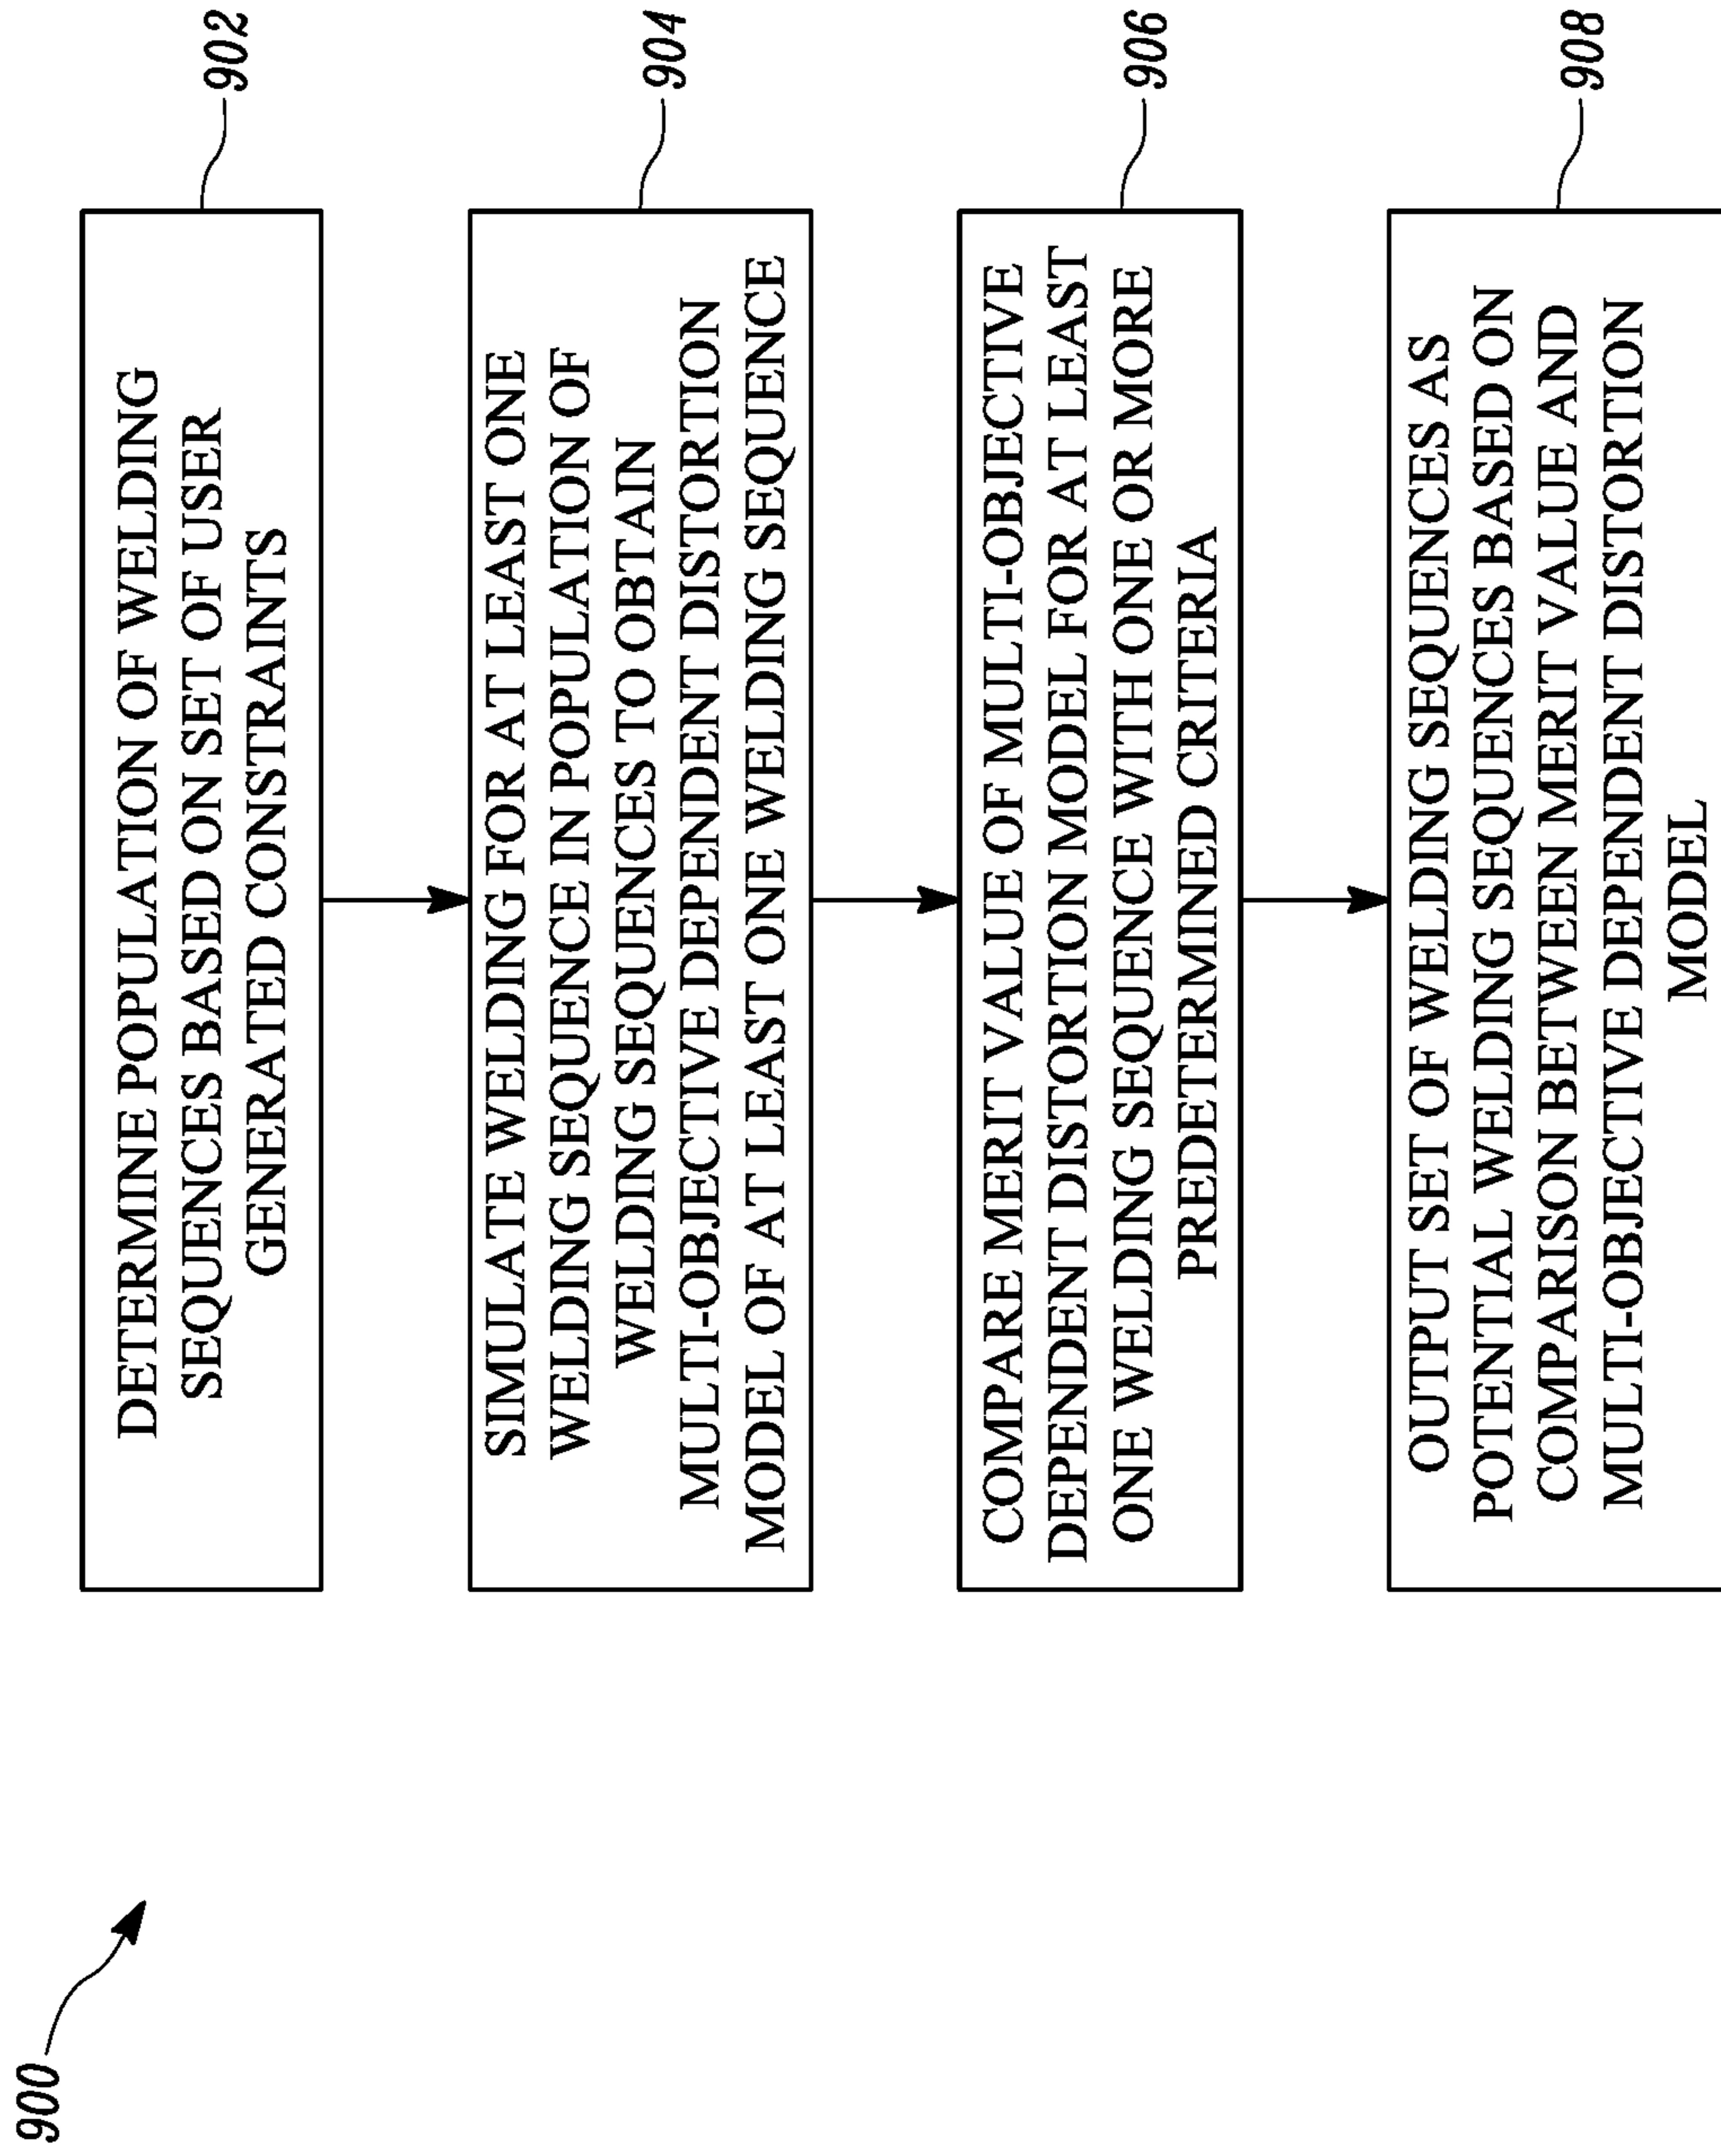 900
DETERMINE POPULATION OF WELDING
SEQUENCES BASED ON SET OF USER
GENERATED CONSTRAINTS
902
SIMULATE WELDING FOR AT LEAST ONE
WELDING SEQUENCE IN POPULATION OF
WELDING SEQUENCES TO OBTAIN
MULTI-OBJECTIVE DEPENDENT DISTORTION
MODEL OF AT LEAST ONE WELDING SEQUENCE
904
COMPARE MERIT VALUE OF MULTI-OBJECTIVE
DEPENDENT DISTORTION MODEL FOR AT LEAST
ONE WELDING SEQUENCE WITH ONE OR MORE
PREDETERMINED CRITERIA
906
OUTPUT SET OF WELDING SEQUENCES AS
POTENTIAL WELDING SEQUENCES BASED ON
COMPARISON BETWEEN MERIT VALUE AND
MULTI-OBJECTIVE DEPENDENT DISTORTION
MODEL
908